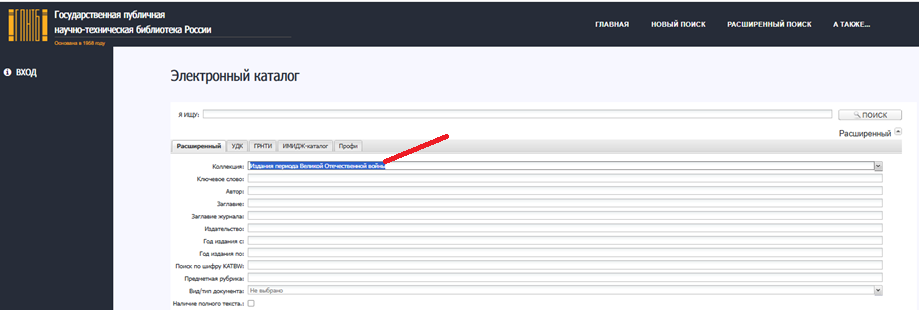 ГПНТБ
Государственная публичная
научно-техническая библиотека России
Основана в 1958 году
ГЛАВНАЯ НОВЫЙ ПОИСК РАСШИРЕННЫЙ ПОИСК А ТАКЖЕ...
ВХОД
Электронный каталог
Я ИЩУ: ПОИСК
Расширенный
Расширенный УДК ГРНТИ ИМИДЖ-каталог Профи
Коллекция: Издания периода Великой Отечественной войны
Ключевое слово:
Автор:
Заглавие:
Заглавие журнала:
Издательство:
Год издания с:
Год издания по:
Поиск по шифру KATBW:
Предметная рубрика:
Вид/тип документа: Не выбрано
Наличие полного текста.: